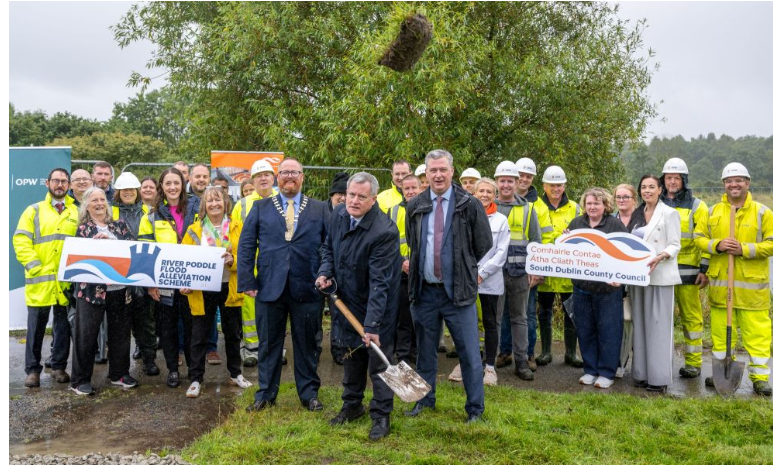 OPW
RIVER PODDLE
FLOOD
ALLEVIATION
SCHEME
Comhairle Contae
Átha Cliath Theas
South Dublin County Council